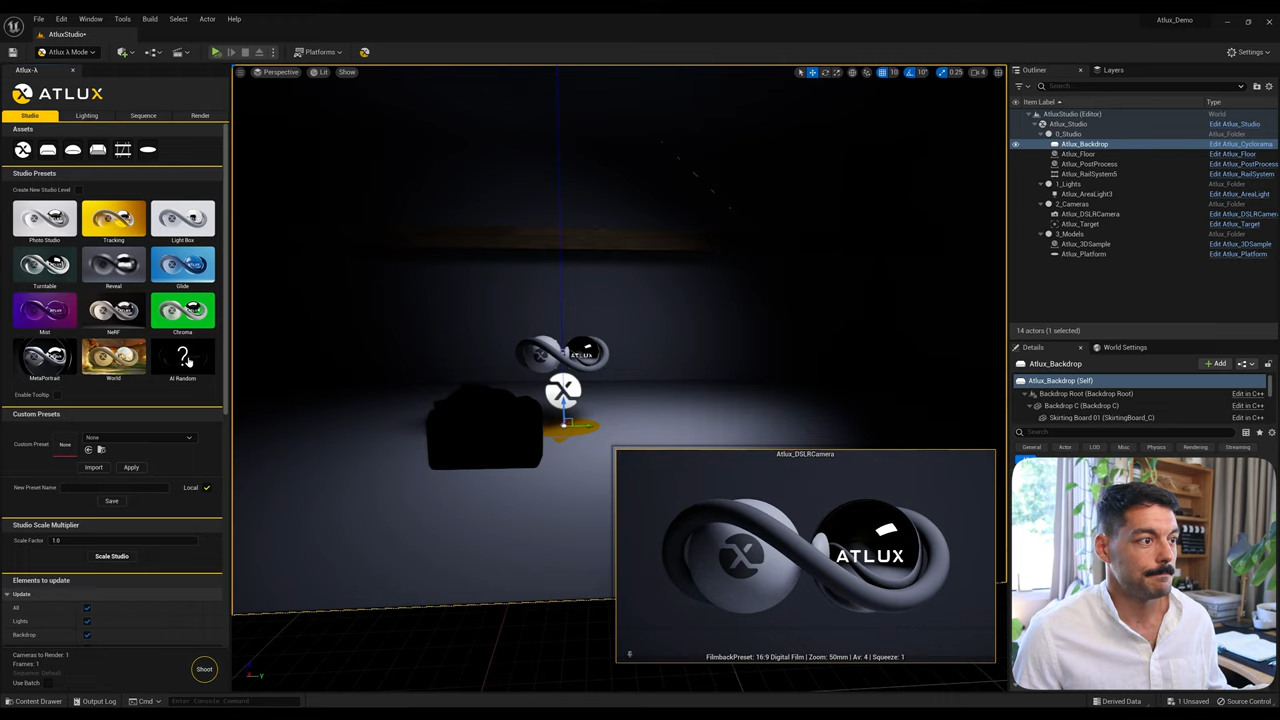 File Edit Window Tools Build Select Actor Help
Atlux_Demo
AtluxStudio•
Atlux λ Mode
Platforms
Settings
Atlux-λ
ATLUX
Studio Lighting Sequence Render
Assets
Studio Presets
Create New Studio Level
Photo Studio Tracking Light Box
Turntable Reveal Glide
Mist NeRF Chroma
MetaPortrait World AI Random
Enable Tooltip
Custom Presets
Custom Preset None None
Import Apply
New Preset Name Local
Save
Studio Scale Multiplier
Scale Factor 1.0
Scale Studio
Elements to update
Update
All
Lights
Backdrop
Cameras to Render: 1
Frames: 1
Sequence: Default
Use Batch
Shoot
Perspective Lit Show
10 10° 0.25 4
ATLUX
Atlux_DSLRCamera
ATLUX
FilmbackPreset: 16:9 Digital Film | Zoom: 50mm | Av: 4 | Squeeze: 1
Outliner Layers
Search...
Item Label Type
AtluxStudio (Editor) World
Atlux_Studio Edit Atlux_Studio
0_Studio Atlux_Folder
Atlux_Backdrop Edit Atlux_Cyclorama
Atlux_Floor Edit Atlux_Floor
Atlux_PostProcess Edit Atlux_PostProcess
Atlux_RailSystem5 Edit Atlux_RailSystem
1_Lights Atlux_Folder
Atlux_AreaLight3 Edit Atlux_AreaLight
2_Cameras Atlux_Folder
Atlux_DSLRCamera Edit Atlux_DSLRCamera
Atlux_Target Edit Atlux_Target
3_Models Atlux_Folder
Atlux_3DSample Edit Atlux_3DSample
Atlux_Platform Edit Atlux_Platform
14 actors (1 selected)
Details World Settings
Atlux_Backdrop
Add
Atlux_Backdrop (Self)
Backdrop Root (Backdrop Root) Edit in C++
Backdrop C (Backdrop C) Edit in C++
Skirting Board 01 (SkirtingBoard_C) Edit in C++
Search
General Actor LOD Misc Physics Rendering Streaming
Content Drawer Output Log Cmd Enter Console Command
Derived Data 1 Unsaved Source Control